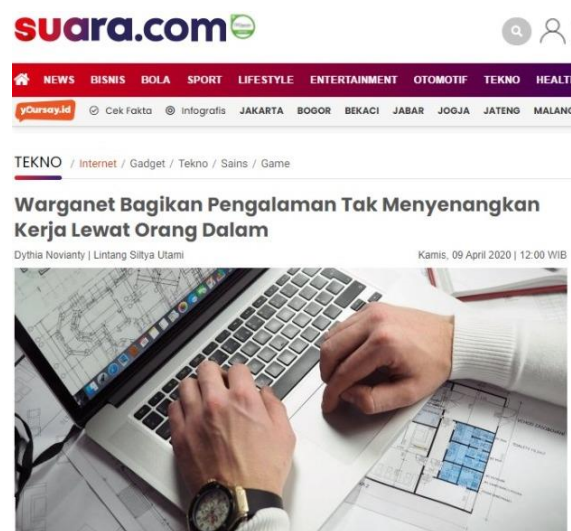 suara.com
NEWS BISNIS BOLA SPORT LIFESTYLE ENTERTAINMENT OTOMOTIF TEKNO HEALT
yOursay.id Cek Fakta Infografis JAKARTA BOGOR BEKACI JABAR JOGJA JATENG MALANG
TEKNO / Internet / Gadget / Tekno / Sains / Game
Warganet Bagikan Pengalaman Tak Menyenangkan
Kerja Lewat Orang Dalam
Dythia Novianty | Lintang Siltya Utami Kamis, 09 April 2020 | 12:00 WIB